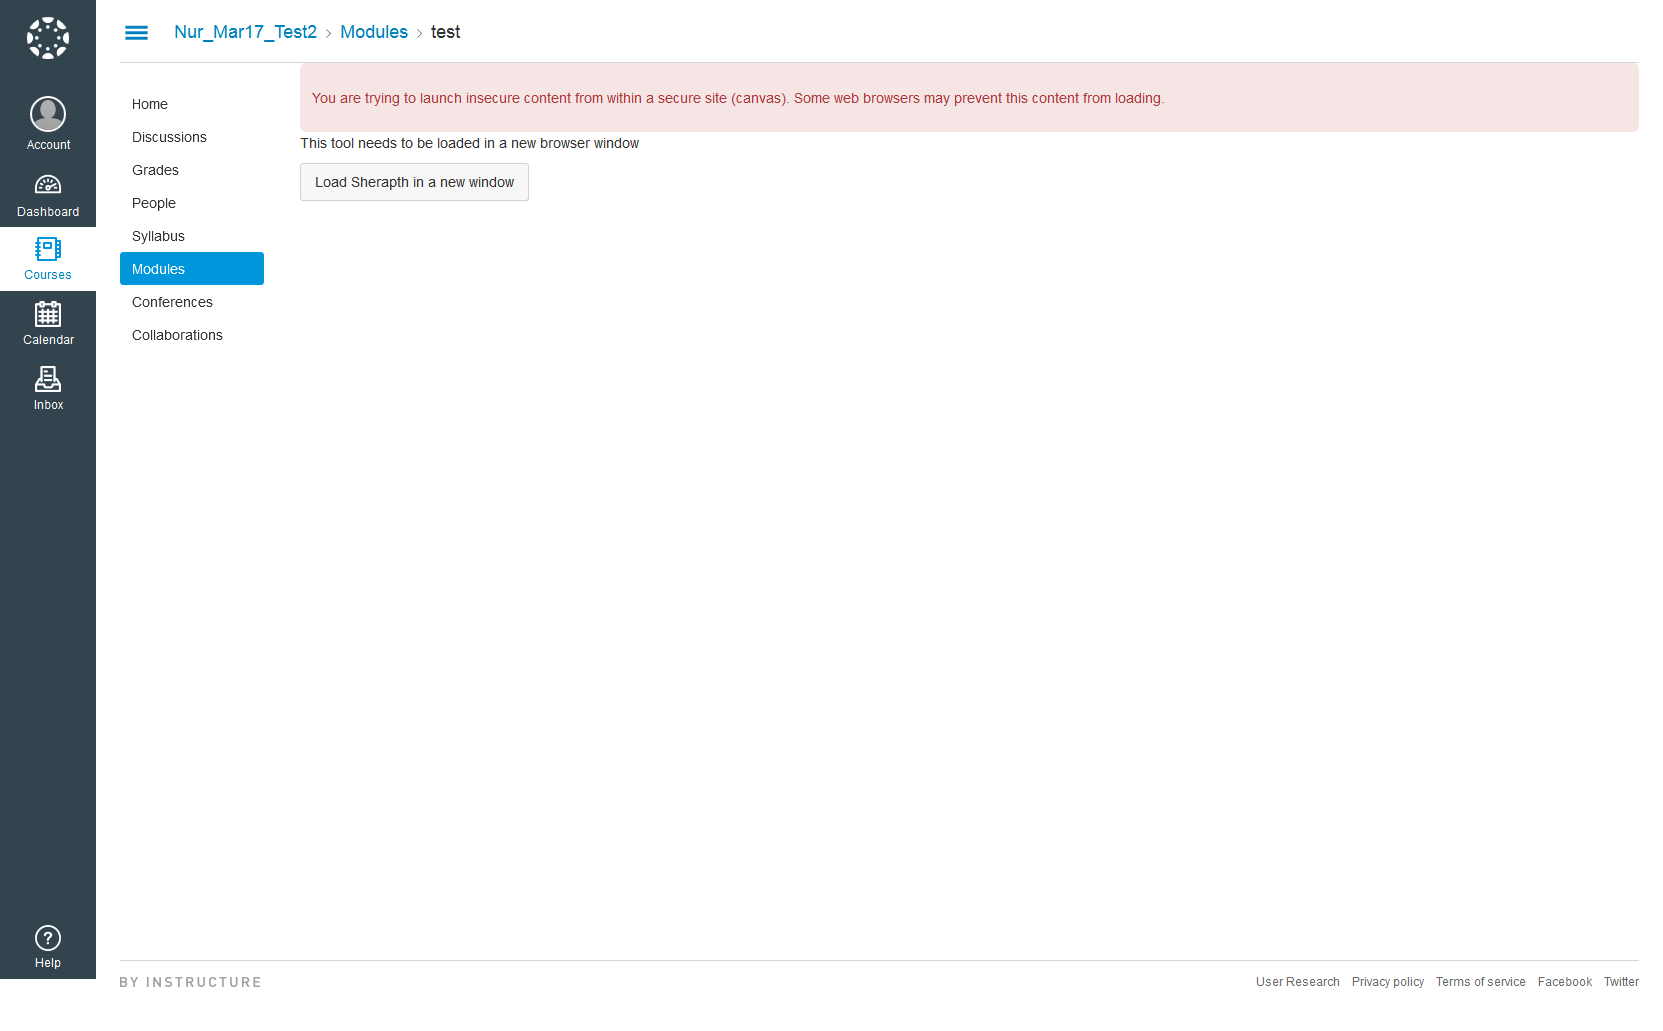 Nur_Mar17_Test2 > Modules > test
Account
Dashboard
Courses
Calendar
Inbox
Help
Home
Discussions
Grades
People
Syllabus
Modules
Conferences
Collaborations
You are trying to launch insecure content from within a secure site (canvas). Some web browsers may prevent this content from loading.
This tool needs to be loaded in a new browser window
Load Sherapth in a new window
BY INSTRUCTURE
User Research Privacy policy Terms of service Facebook Twitter